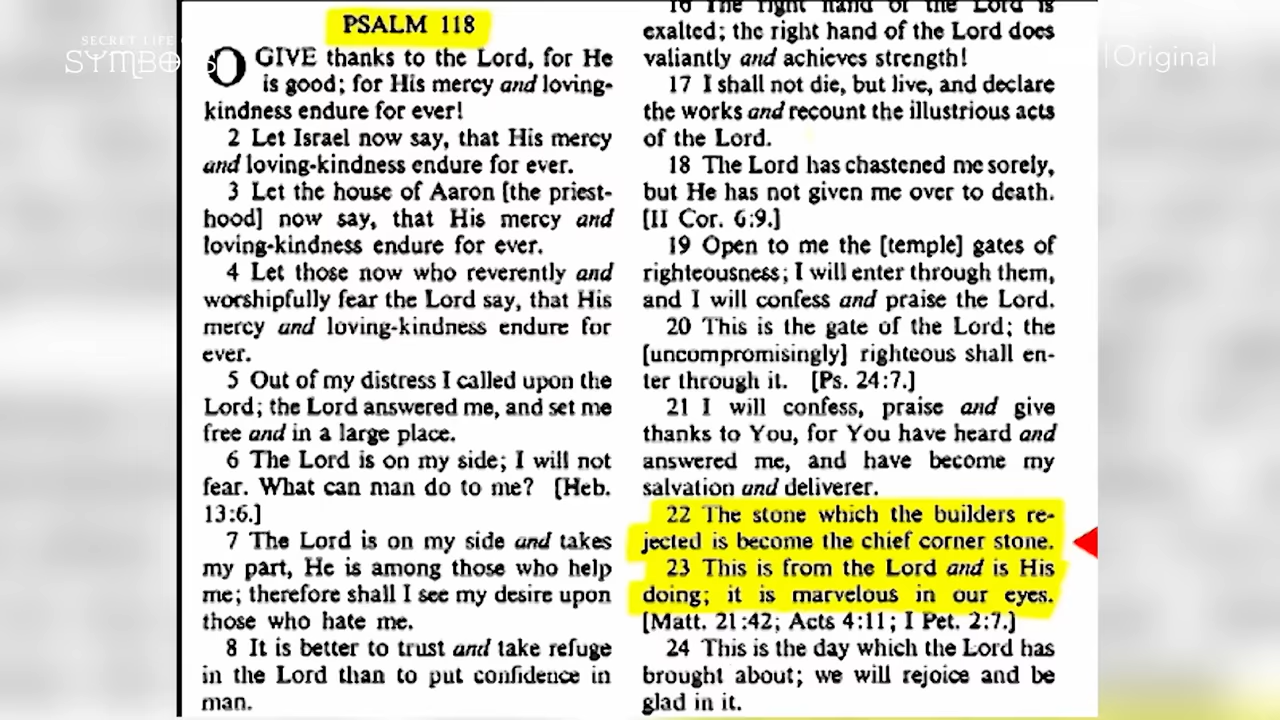 SECRET LIFE OF
SYMBOLS
Original
PSALM 118
O GIVE thanks to the Lord, for He
is good; for His mercy and loving-
kindness endure for ever!
2 Let Israel now say, that His mercy
and loving-kindness endure for ever.
3 Let the house of Aaron [the priest-
hood] now say, that His mercy and
loving-kindness endure for ever.
4 Let those now who reverently and
worshipfully fear the Lord say, that His
mercy and loving-kindness endure for
ever.
5 Out of my distress I called upon the
Lord; the Lord answered me, and set me
free and in a large place.
6 The Lord is on my side; I will not
fear. What can man do to me? [Heb.
13:6.]
7 The Lord is on my side and takes
my part, He is among those who help
me; therefore shall I see my desire upon
those who hate me.
8 It is better to trust and take refuge
in the Lord than to put confidence in
man.
16 The right hand of the Lord is
exalted; the right hand of the Lord does
valiantly and achieves strength!
17 I shall not die, but live, and declare
the works and recount the illustrious acts
of the Lord.
18 The Lord has chastened me sorely,
but He has not given me over to death.
[II Cor. 6:9.]
19 Open to me the [temple] gates of
righteousness; I will enter through them,
and I will confess and praise the Lord.
20 This is the gate of the Lord; the
[uncompromisingly] righteous shall en-
ter through it. [Ps. 24:7.]
21 I will confess, praise and give
thanks to You, for You have heard and
answered me, and have become my
salvation and deliverer.
22 The stone which the builders re-
jected is become the chief corner stone.
23 This is from the Lord and is His
doing; it is marvelous in our eyes.
[Matt. 21:42; Acts 4:11; I Pet. 2:7.]
24 This is the day which the Lord has
brought about; we will rejoice and be
glad in it.